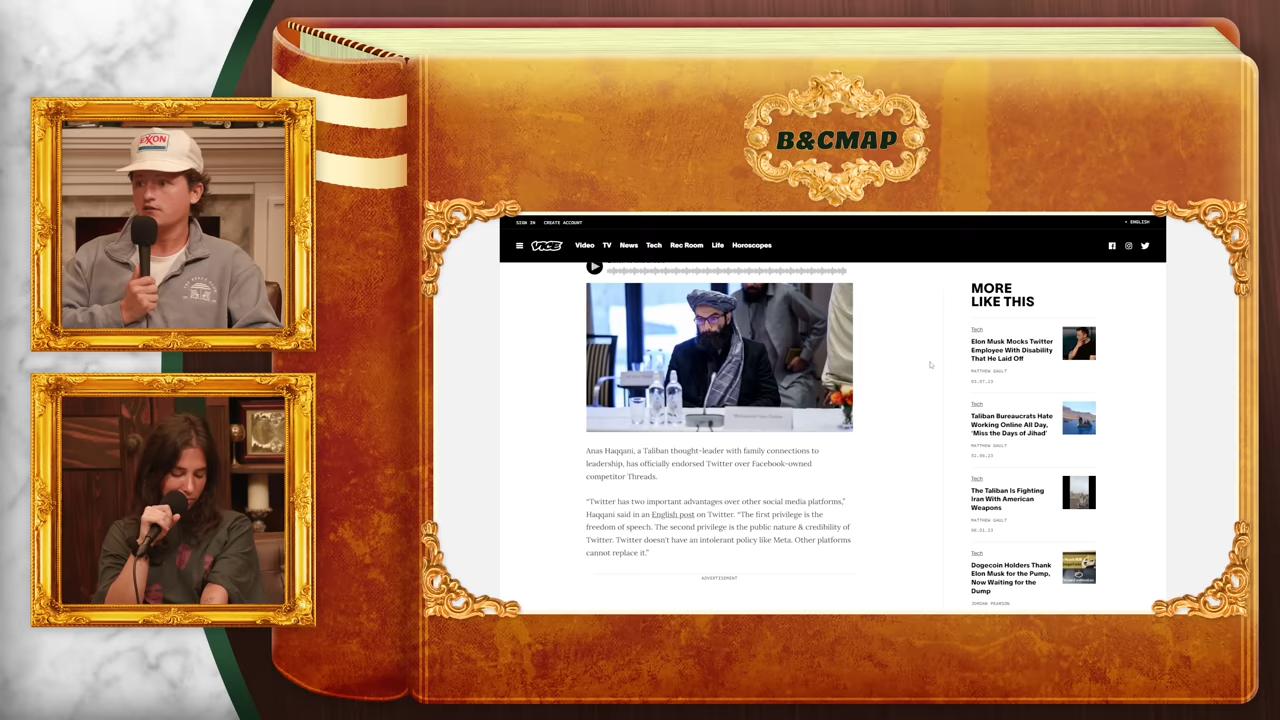 B&CMAP
EXXON
SIGN IN CREATE ACCOUNT
ENGLISH
VICE
Video TV News Tech Rec Room Life Horoscopes
Anas Haqqani, a Taliban thought-leader with family connections to
leadership, has officially endorsed Twitter over Facebook-owned
competitor Threads.
“Twitter has two important advantages over other social media platforms,”
Haqqani said in an English post on Twitter. “The first privilege is the
freedom of speech. The second privilege is the public nature & credibility of
Twitter. Twitter doesn't have an intolerant policy like Meta. Other platforms
cannot replace it.”
ADVERTISEMENT
MORE
LIKE THIS
Tech
Elon Musk Mocks Twitter
Employee With Disability
That He Laid Off
MATTHEW GAULT
03.07.23
Tech
Taliban Bureaucrats Hate
Working Online All Day,
‘Miss the Days of Jihad’
MATTHEW GAULT
Tech
The Taliban Is Fighting
Iran With American
Weapons
MATTHEW GAULT
Tech
Dogecoin Holders Thank
Elon Musk for the Pump,
Now Waiting for the
Dump
JORDAN PEARSON